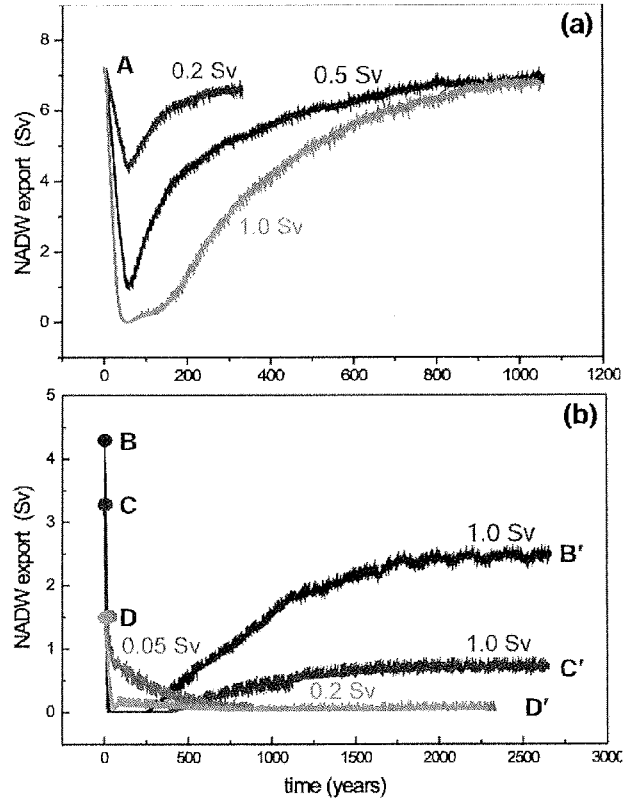 (a)
8
6
4
2
0
NADW export (Sv)
A
0.2 Sv
0.5 Sv
1.0 Sv
0 200 400 600 800 1000 1200
(b)
5
4
3
2
1
0
NADW export (Sv)
B
C
D
0.05 Sv
1.0 Sv
B′
1.0 Sv
C′
0.2 Sv
D′
0 500 1000 1500 2000 2500 3000
time (years)